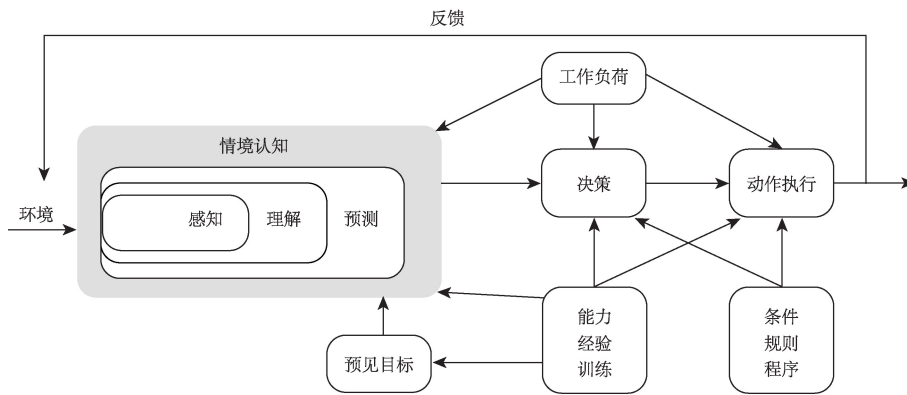 反馈
工作负荷
情境认知
决策
动作执行
环境
感知
理解
预测
能力
经验
训练
条件
规则
程序
预见目标